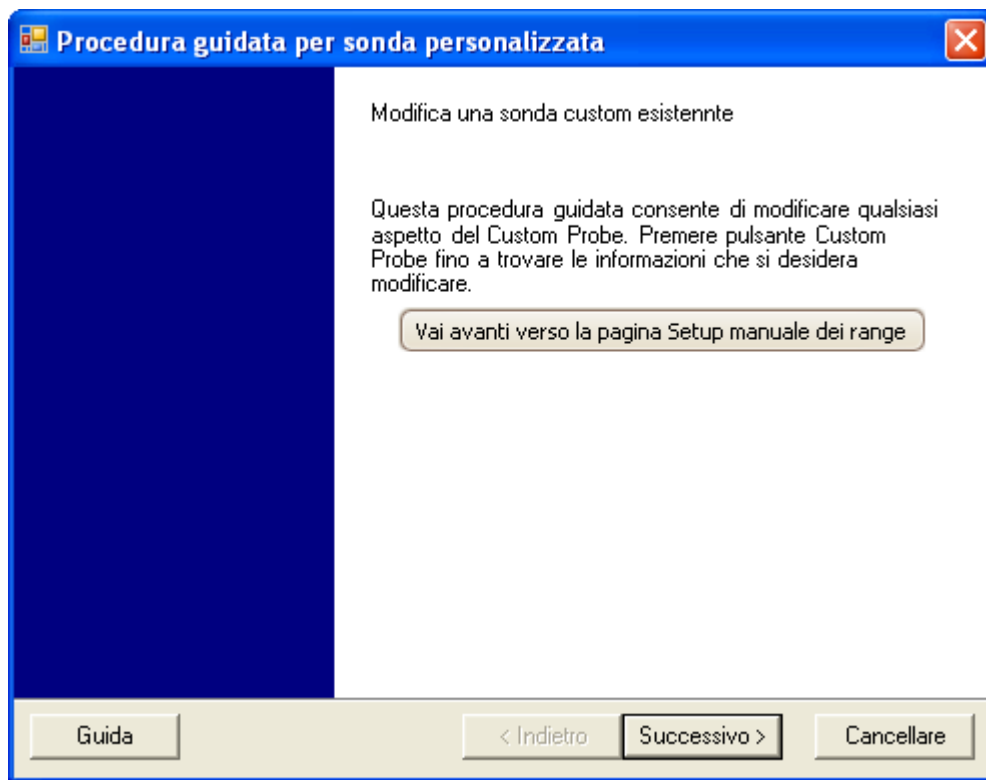 Procedura guidata per sonda personalizzata
Modifica una sonda custom esistennte
Questa procedura guidata consente di modificare qualsiasi
aspetto del Custom Probe. Premere pulsante Custom
Probe fino a trovare le informazioni che si desidera
modificare.
Vai avanti verso la pagina Setup manuale dei range
Guida
< Indietro
Successivo >
Cancellare